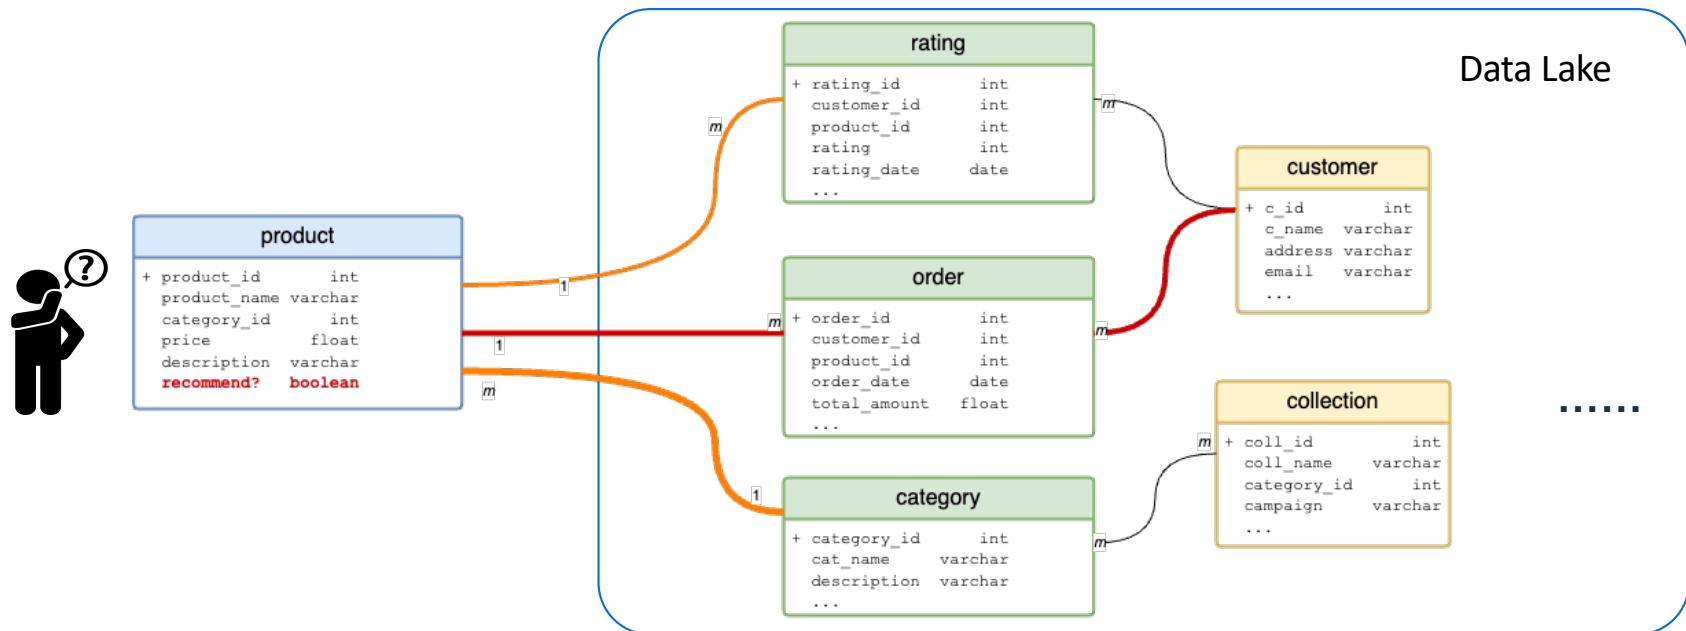 Data Lake
rating
+ rating_id int
customer_id int
product_id int
rating int
rating_date date
...
m
m
customer
+ c_id int
c_name varchar
address varchar
email varchar
...
product
+ product_id int
product_name varchar
category_id int
price float
description varchar
recommend? boolean
?
1
1
m
order
+ order_id int
customer_id int
product_id int
order_date date
total_amount float
...
m
m
collection
+ coll_id int
coll_name varchar
category_id int
campaign varchar
...
m
......
category
+ category_id int
cat_name varchar
description varchar
...
1
m